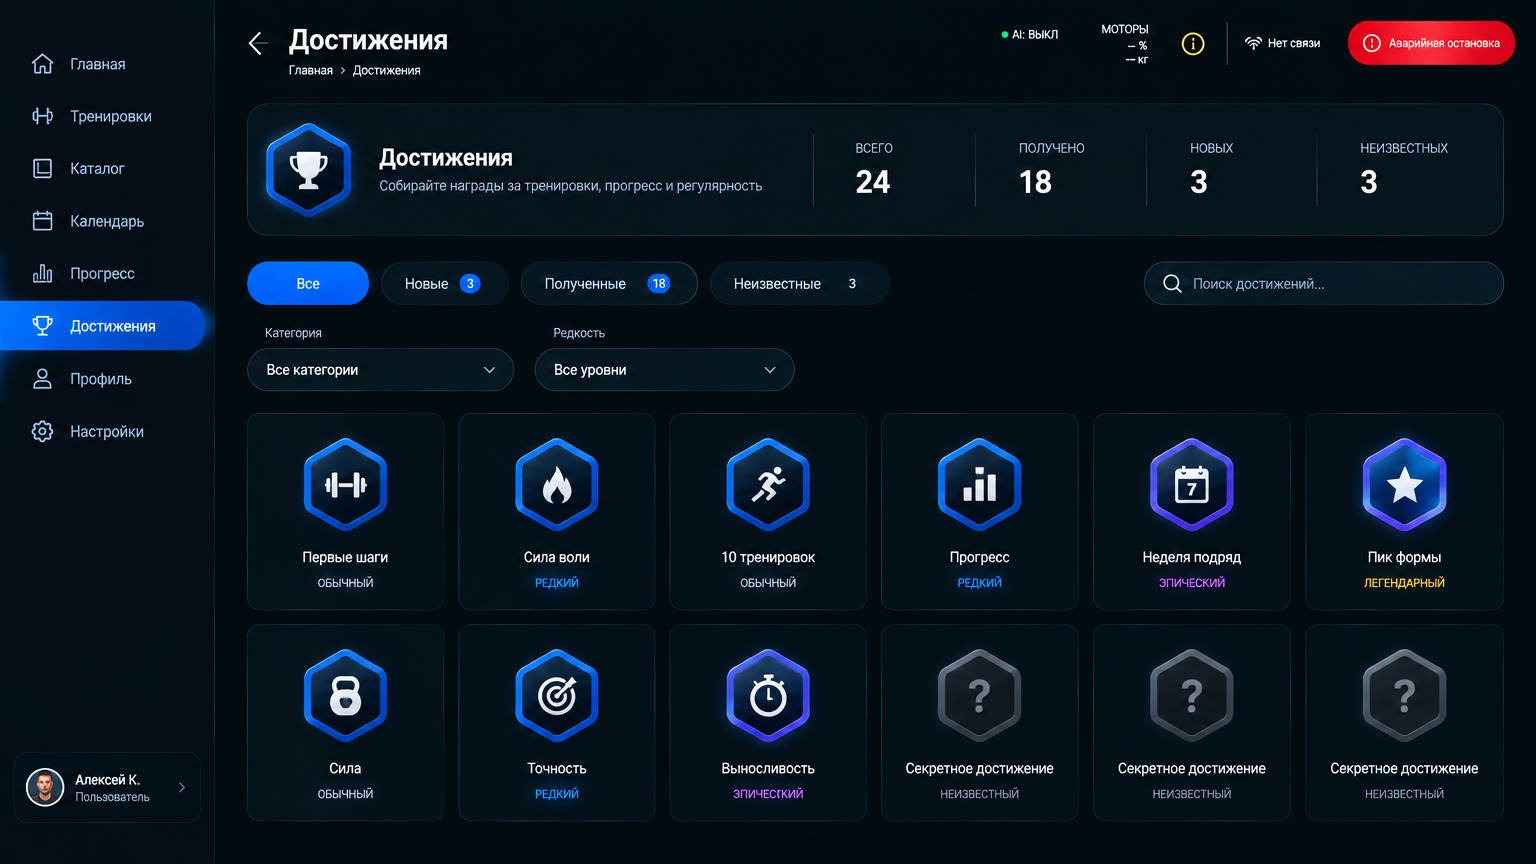 Главная
Тренировки
Каталог
Календарь
Прогресс
Достижения
Профиль
Настройки
Алексей К.
Пользователь
Достижения
Главная > Достижения
AI: ВЫКЛ
МОТОРЫ
– %
-– кг
Нет связи
Аварийная остановка
Достижения
Собирайте награды за тренировки, прогресс и регулярность
ВСЕГО
24
ПОЛУЧЕНО
18
НОВЫХ
3
НЕИЗВЕСТНЫХ
3
Все
Новые 3
Полученные 18
Неизвестные 3
Поиск достижений...
Категория
Все категории
Редкость
Все уровни
Первые шаги
ОБЫЧНЫЙ
Сила воли
РЕДКИЙ
10 тренировок
ОБЫЧНЫЙ
Прогресс
РЕДКИЙ
7
Неделя подряд
ЭПИЧЕСКИЙ
Пик формы
ЛЕГЕНДАРНЫЙ
Сила
ОБЫЧНЫЙ
Точность
РЕДКИЙ
Выносливость
ЭПИЧЕСКИЙ
?
Секретное достижение
НЕИЗВЕСТНЫЙ
?
Секретное достижение
НЕИЗВЕСТНЫЙ
?
Секретное достижение
НЕИЗВЕСТНЫЙ